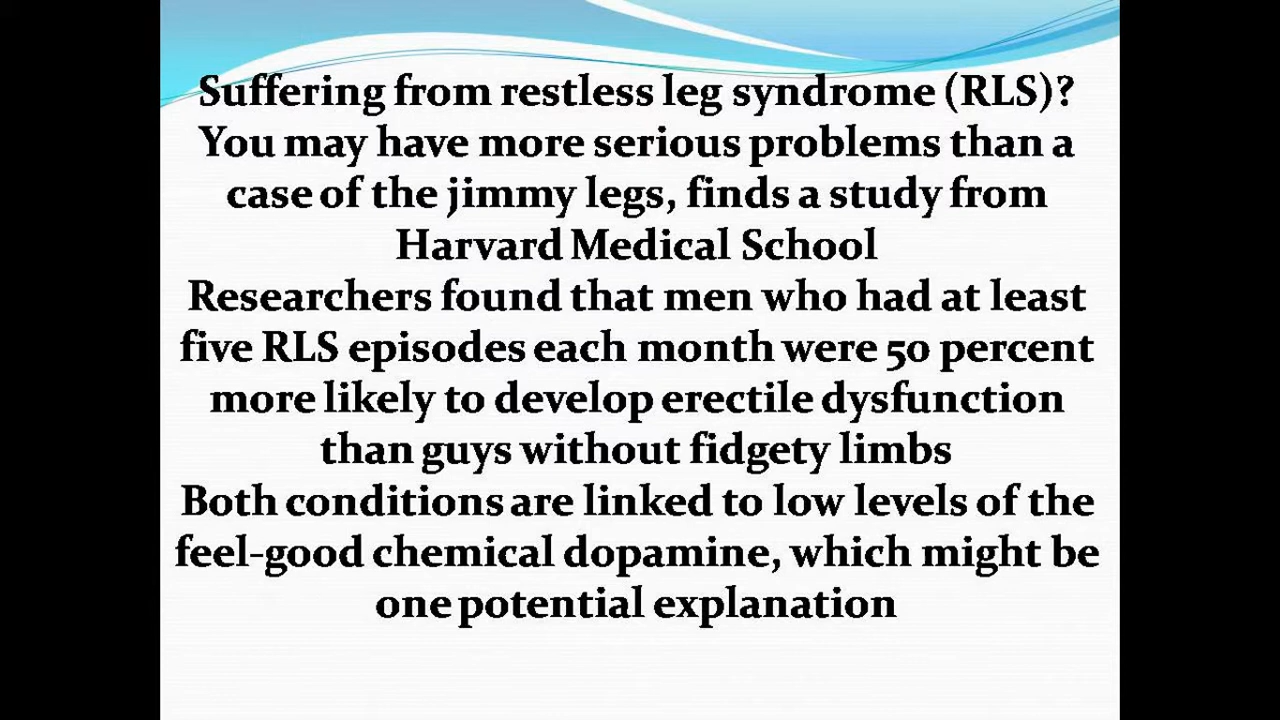 Suffering from restless leg syndrome (RLS)?
You may have more serious problems than a
case of the jimmy legs, finds a study from
Harvard Medical School
Researchers found that men who had at least
five RLS episodes each month were 50 percent
more likely to develop erectile dysfunction
than guys without fidgety limbs
Both conditions are linked to low levels of the
feel-good chemical dopamine, which might be
one potential explanation